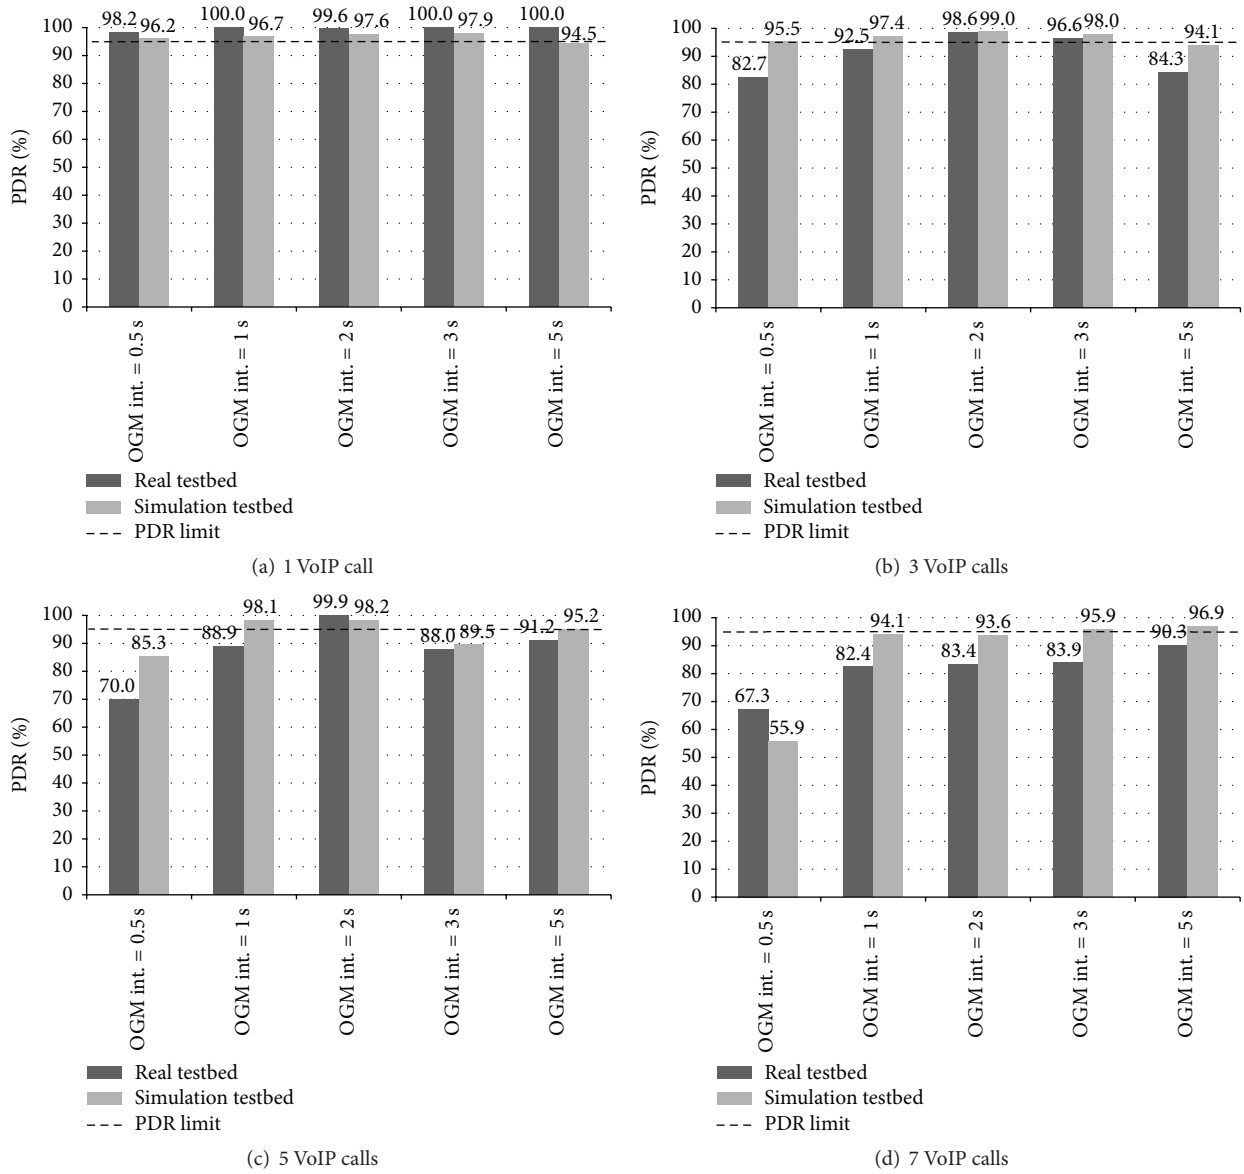 98.2 96.2 100.0 96.7 99.6 97.6 100.0 97.9 100.0 94.5
100
90
80
70
60
50
40
30
20
10
0
PDR (%)
OGM int. = 0.5 s
OGM int. = 1 s
OGM int. = 2 s
OGM int. = 3 s
OGM int. = 5 s
Real testbed
Simulation testbed
PDR limit
(a) 1 VoIP call
82.7 95.5 92.5 97.4 98.6 99.0 96.6 98.0 84.3 94.1
100
90
80
70
60
50
40
30
20
10
0
PDR (%)
OGM int. = 0.5 s
OGM int. = 1 s
OGM int. = 2 s
OGM int. = 3 s
OGM int. = 5 s
Real testbed
Simulation testbed
PDR limit
(b) 3 VoIP calls
70.0 85.3 88.9 98.1 99.9 98.2 88.0 89.5 91.2 95.2
100
90
80
70
60
50
40
30
20
10
0
PDR (%)
OGM int. = 0.5 s
OGM int. = 1 s
OGM int. = 2 s
OGM int. = 3 s
OGM int. = 5 s
Real testbed
Simulation testbed
PDR limit
(c) 5 VoIP calls
67.3 55.9 82.4 94.1 83.4 93.6 83.9 95.9 90.3 96.9
100
90
80
70
60
50
40
30
20
10
0
PDR (%)
OGM int. = 0.5 s
OGM int. = 1 s
OGM int. = 2 s
OGM int. = 3 s
OGM int. = 5 s
Real testbed
Simulation testbed
PDR limit
(d) 7 VoIP calls